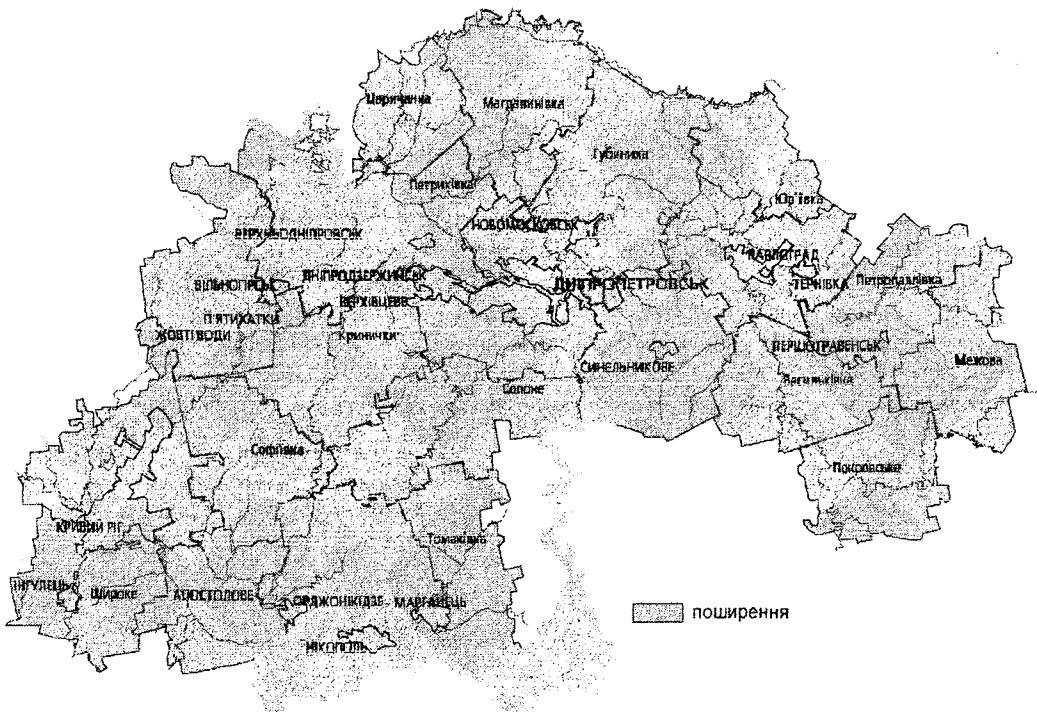 Царичанка
Магдалинівка
Губиниха
Петриківка
Юр'ївка
НОВОМОСКОВСЬК
ВЕРХНЬОДНІПРОВСЬК
ПАВЛОГРАД
ДНІПРОДЗЕРЖИНСЬК
ДНІПРОПЕТРОВСЬК
ТЕРНІВКА
Петропавлівка
ВІЛЬНОГІРСЬК
ВЕРХІВЦЕВЕ
П'ЯТИХАТКИ
ЖОВТІ ВОДИ
Кринички
ПЕРШОТРАВЕНСЬК
Межова
СИНЕЛЬНИКОВЕ
Васильківка
Солоне
Софіївка
Покровське
КРИВИЙ РІГ
Томаківка
ІНГУЛЕЦЬ
Широке
АПОСТОЛОВЕ
ОРДЖОНІКІДЗЕ
МАРГАНЕЦЬ
поширення
НІКОПОЛЬ